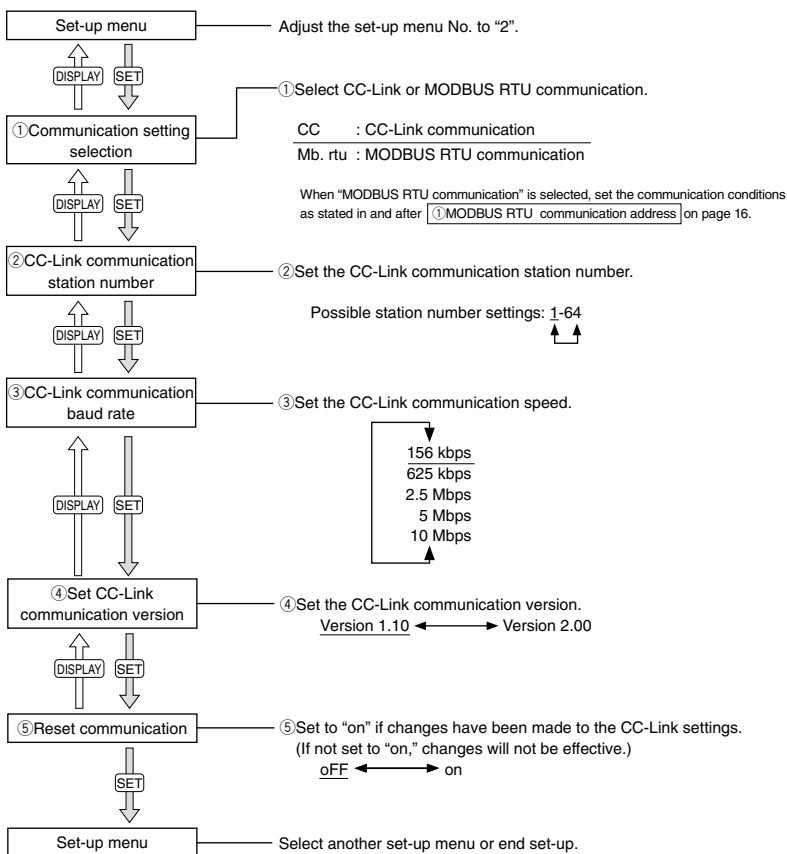 Set-up menu
Adjust the set-up menu No. to “2”.
DISPLAY SET
①Communication setting
selection
①Select CC-Link or MODBUS RTU communication.
CC : CC-Link communication
Mb. rtu : MODBUS RTU communication
When “MODBUS RTU communication” is selected, set the communication conditions
as stated in and after ①MODBUS RTU communication address on page 16.
DISPLAY SET
②CC-Link communication
station number
②Set the CC-Link communication station number.
Possible station number settings: 1-64
DISPLAY SET
③CC-Link communication
baud rate
③Set the CC-Link communication speed.
156 kbps
625 kbps
2.5 Mbps
5 Mbps
10 Mbps
DISPLAY SET
④Set CC-Link
communication version
④Set the CC-Link communication version.
Version 1.10 Version 2.00
DISPLAY SET
⑤Reset communication
⑤Set to “on” if changes have been made to the CC-Link settings.
(If not set to “on,” changes will not be effective.)
oFF on
SET
Set-up menu
Select another set-up menu or end set-up.